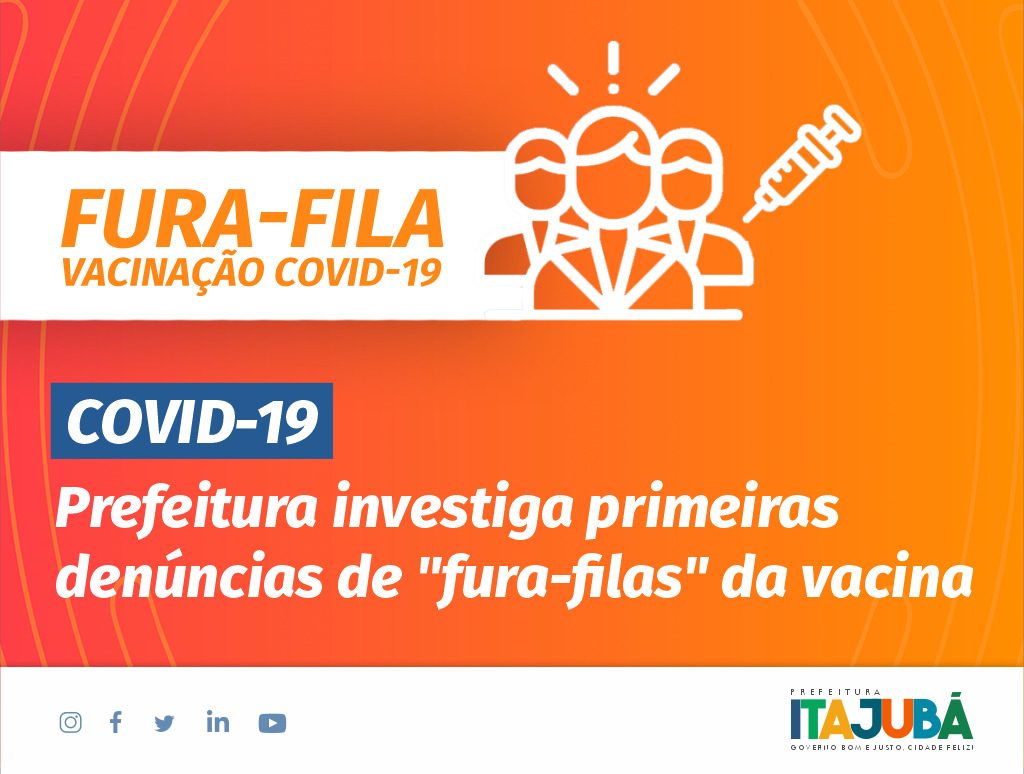 FURA-FILA
VACINAÇÃO COVID-19
COVID-19
Prefeitura investiga primeiras
denúncias de "fura-filas" da vacina
PREFEITURA
ITAJUBÁ
GOVERNO BOM E JUSTO, CIDADE FELIZ!